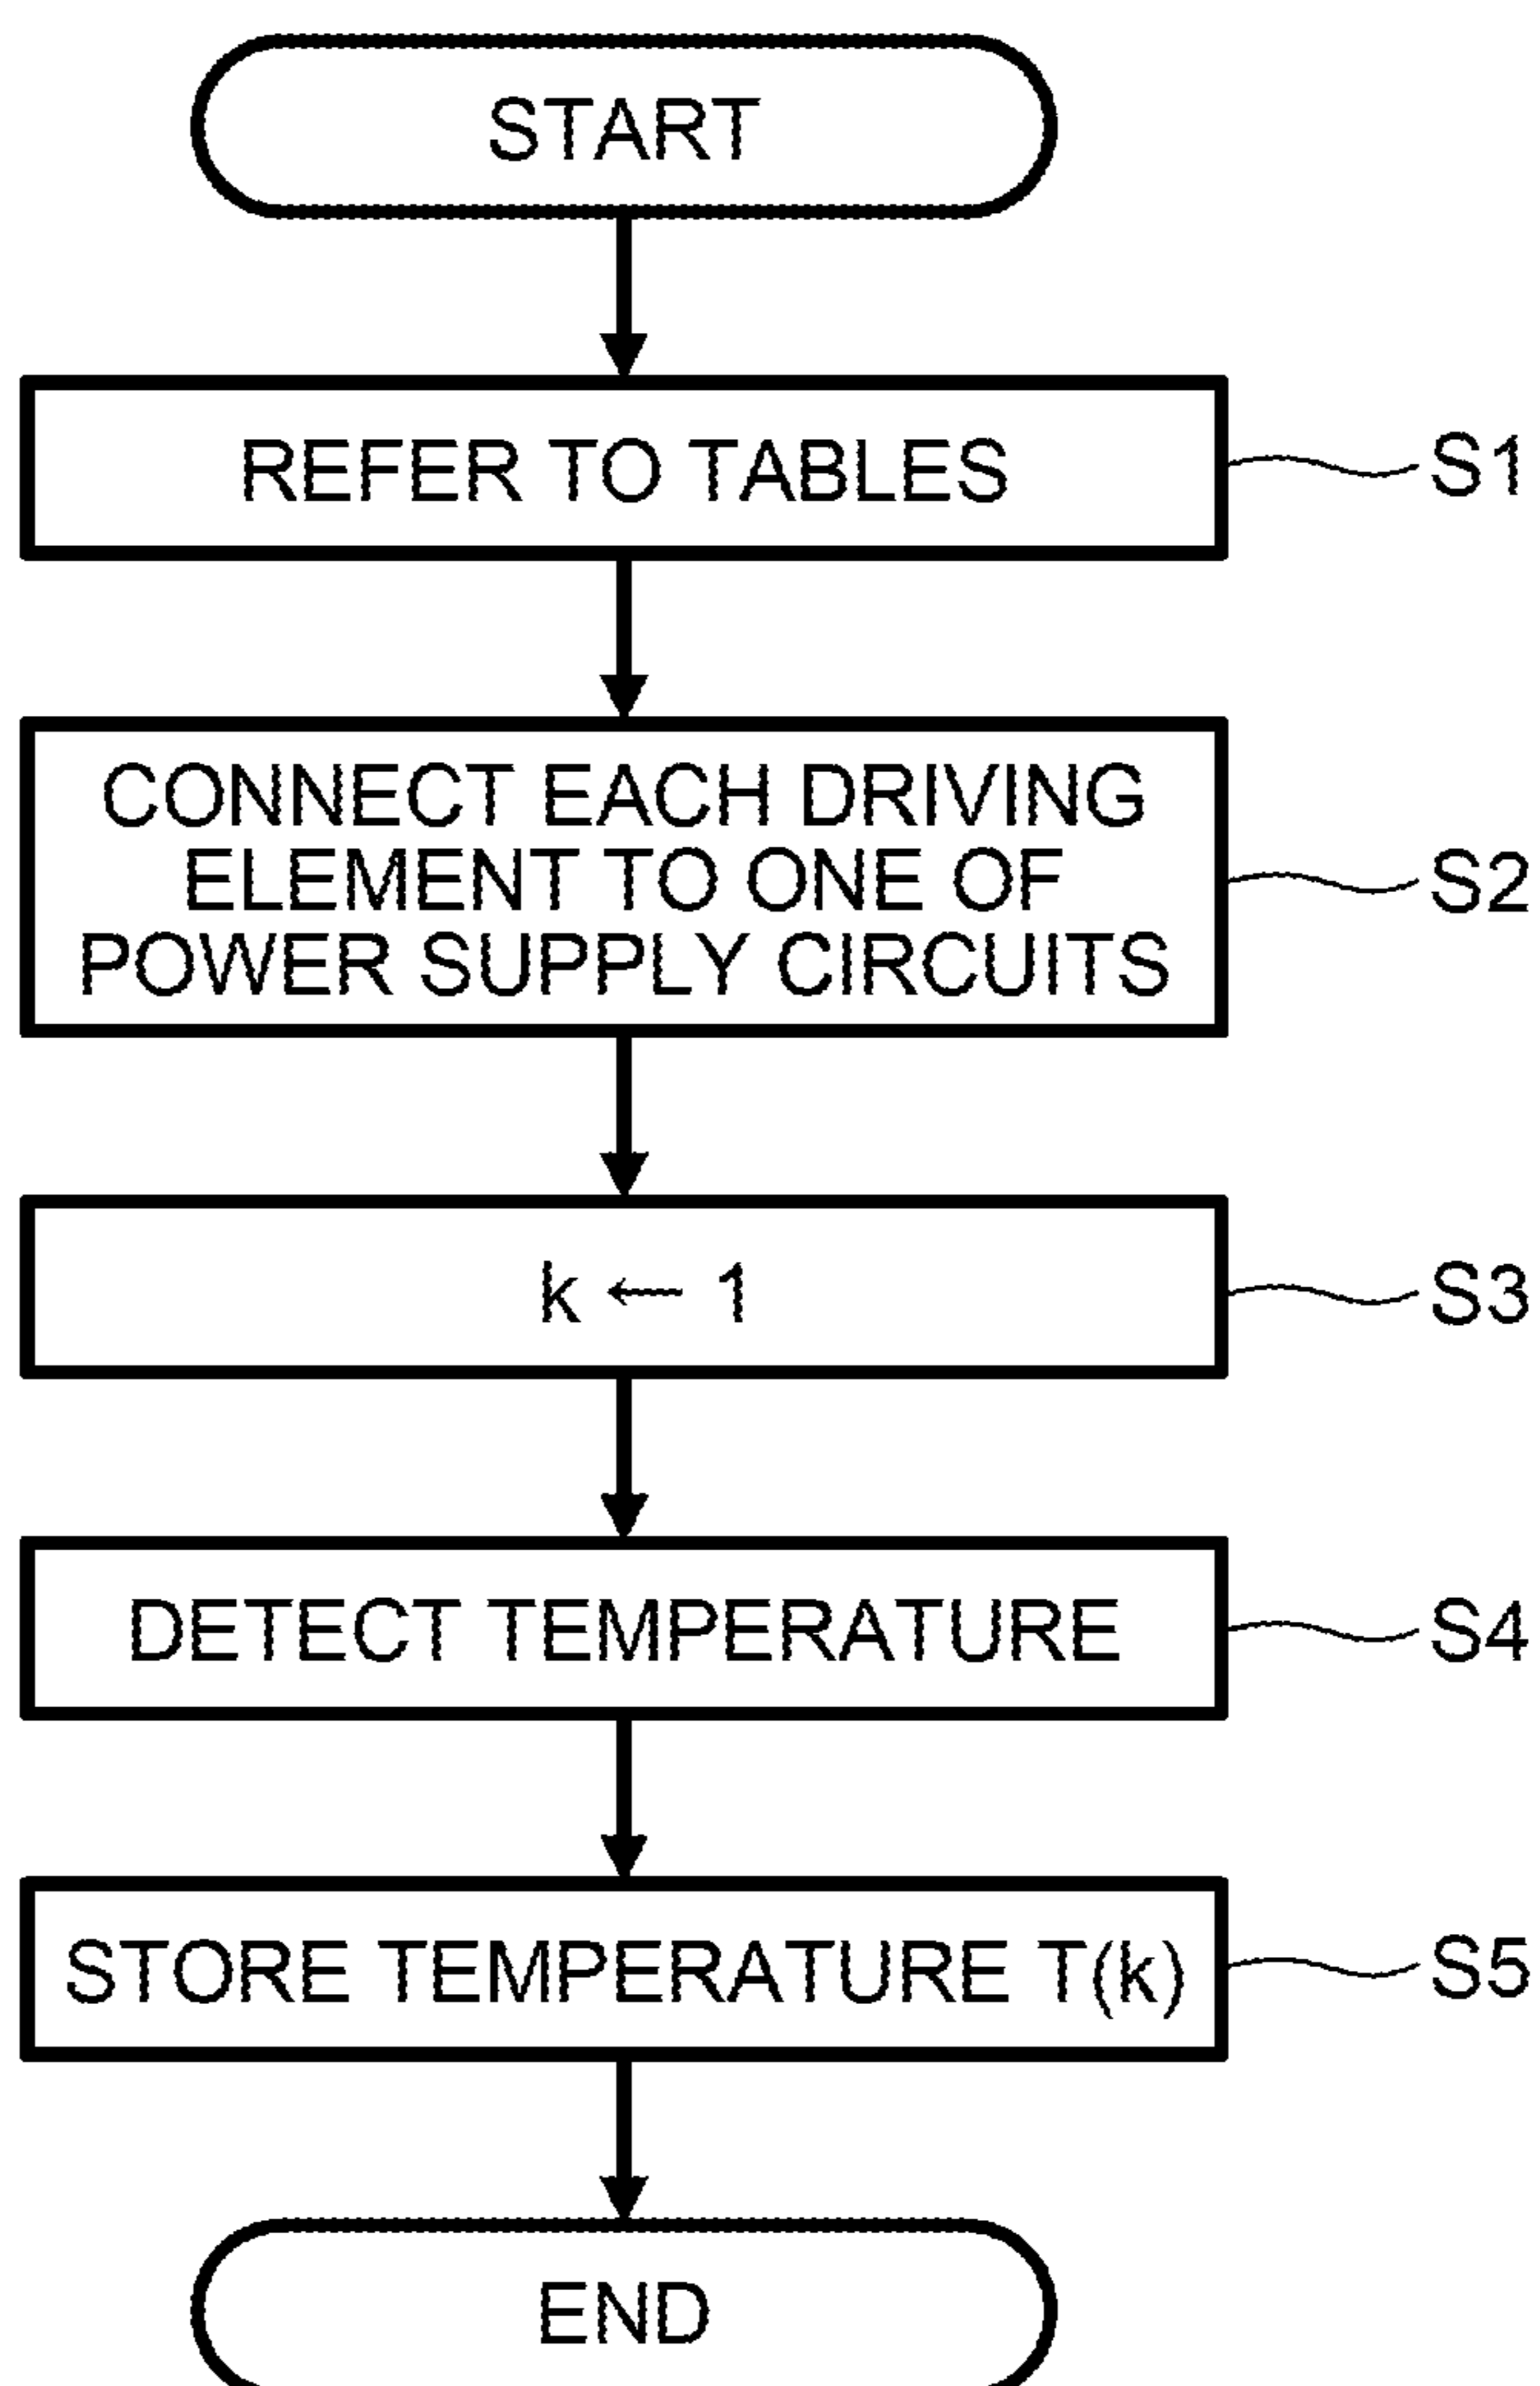 START
REFER TO TABLES
S1
CONNECT EACH DRIVING
ELEMENT TO ONE OF
POWER SUPPLY CIRCUITS
S2
k ← 1
S3
DETECT TEMPERATURE
S4
STORE TEMPERATURE T(k)
S5
END